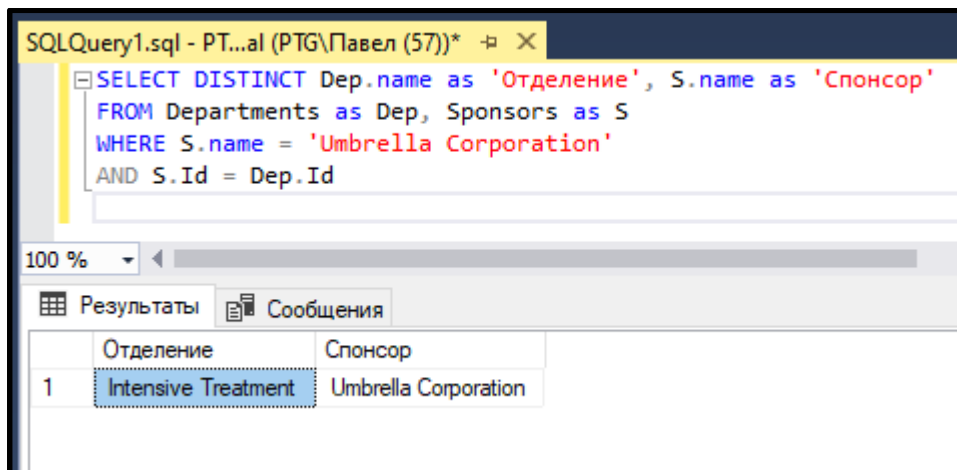 SQLQuery1.sql - PT...al (PTG\Павел (57))*
SELECT DISTINCT Dep.name as 'Отделение', S.name as 'Спонсор'
FROM Departments as Dep, Sponsors as S
WHERE S.name = 'Umbrella Corporation'
AND S.Id = Dep.Id
100 %
Результаты Сообщения
Отделение Спонсор
1 Intensive Treatment Umbrella Corporation